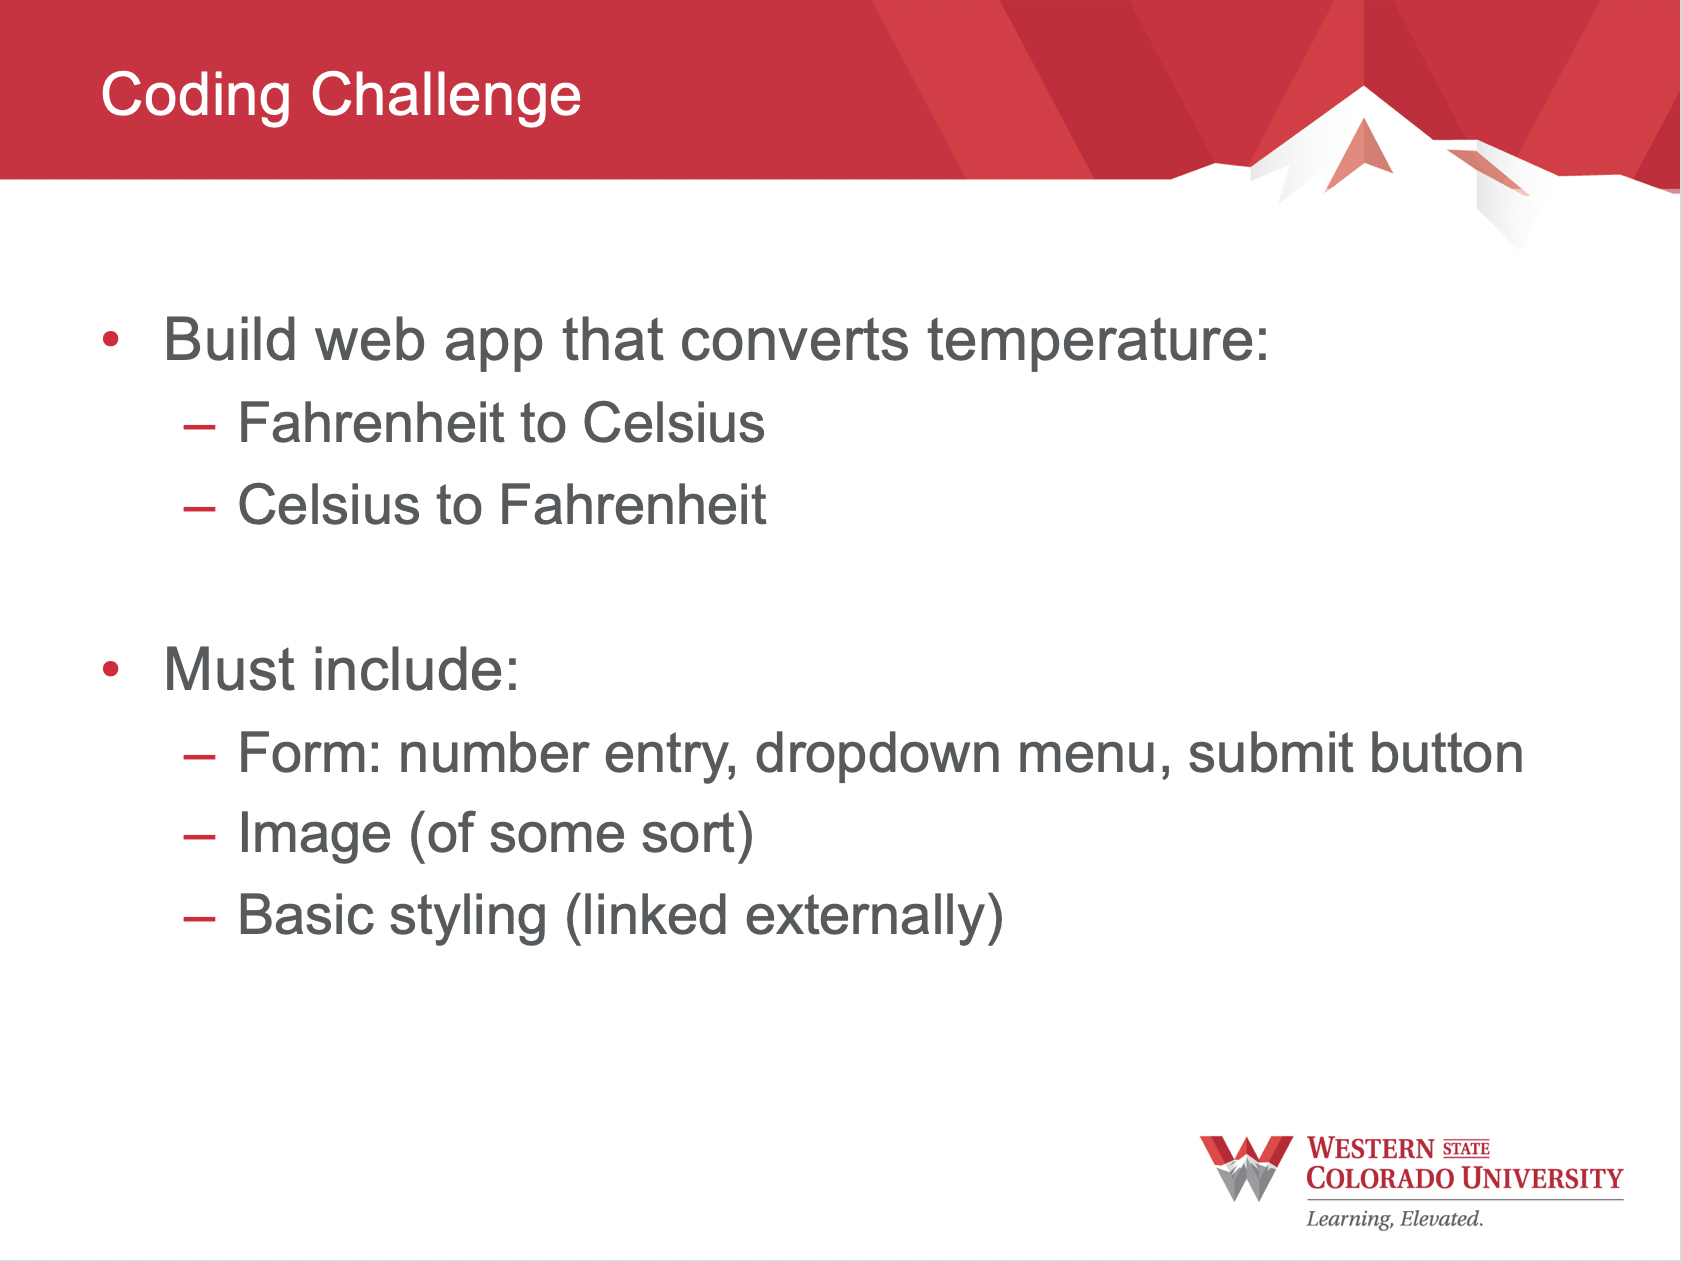 Coding Challenge
• Build web app that converts temperature:
– Fahrenheit to Celsius
– Celsius to Fahrenheit
• Must include:
– Form: number entry, dropdown menu, submit button
– Image (of some sort)
– Basic styling (linked externally)
WESTERN STATE
COLORADO UNIVERSITY
Learning, Elevated.